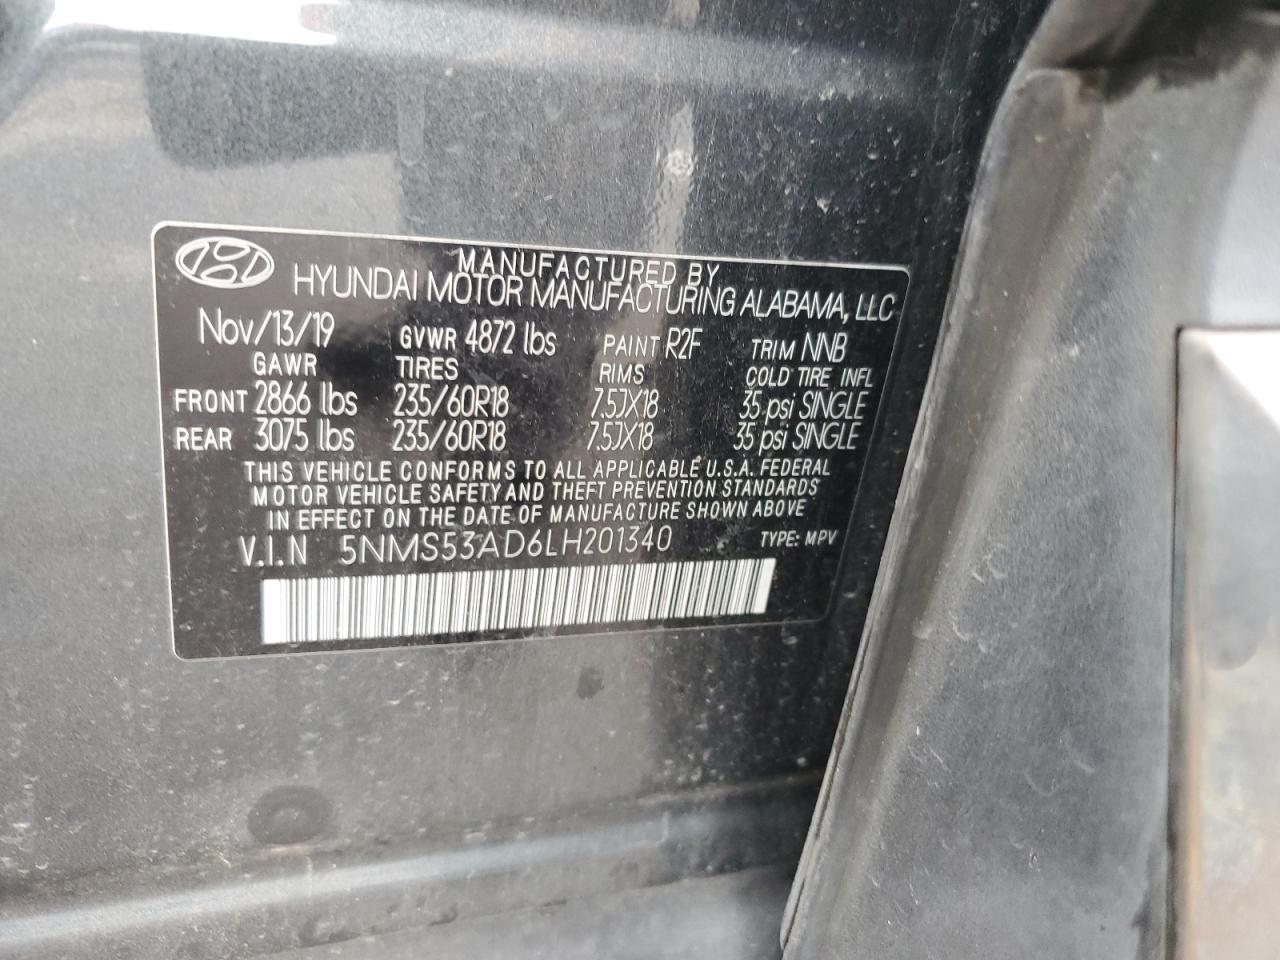 MANUFACTURED BY
HYUNDAI MOTOR MANUFACTURING ALABAMA, LLC
Nov/13/19 GVWR 4872 lbs PAINT R2F TRIM NNB
GAWR TIRES RIMS COLD TIRE INFL
FRONT 2866 lbs 235/60R18 7.5JX18 35 psi SINGLE
REAR 3075 lbs 235/60R18 7.5JX18 35 psi SINGLE
THIS VEHICLE CONFORMS TO ALL APPLICABLE U.S.A. FEDERAL
MOTOR VEHICLE SAFETY AND THEFT PREVENTION STANDARDS
IN EFFECT ON THE DATE OF MANUFACTURE SHOWN ABOVE
V.I.N 5NMS53AD6LH201340 TYPE: MPV